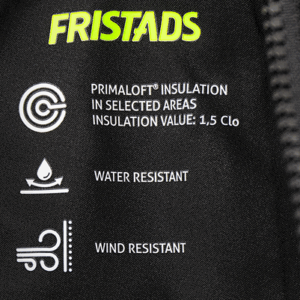 FRISTADS
PRIMALOFT® INSULATION
IN SELECTED AREAS
INSULATION VALUE: 1,5 Clo
WATER RESISTANT
WIND RESISTANT